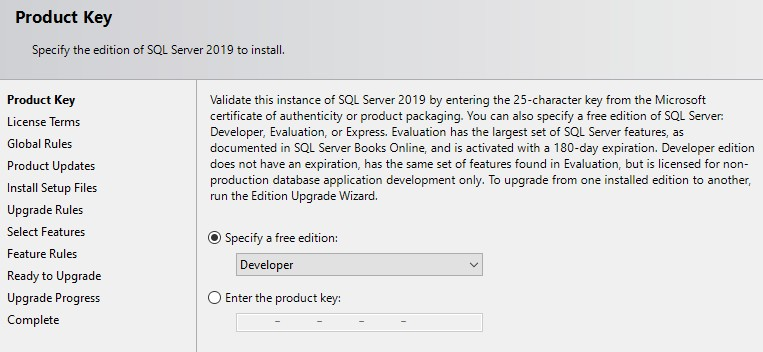 Product Key
Specify the edition of SQL Server 2019 to install.
Product Key
License Terms
Global Rules
Product Updates
Install Setup Files
Upgrade Rules
Select Features
Feature Rules
Ready to Upgrade
Upgrade Progress
Complete
Validate this instance of SQL Server 2019 by entering the 25-character key from the Microsoft
certificate of authenticity or product packaging. You can also specify a free edition of SQL Server:
Developer, Evaluation, or Express. Evaluation has the largest set of SQL Server features, as
documented in SQL Server Books Online, and is activated with a 180-day expiration. Developer edition
does not have an expiration, has the same set of features found in Evaluation, but is licensed for non-
production database application development only. To upgrade from one installed edition to another,
run the Edition Upgrade Wizard.
Specify a free edition:
Developer
Enter the product key:
– – – –